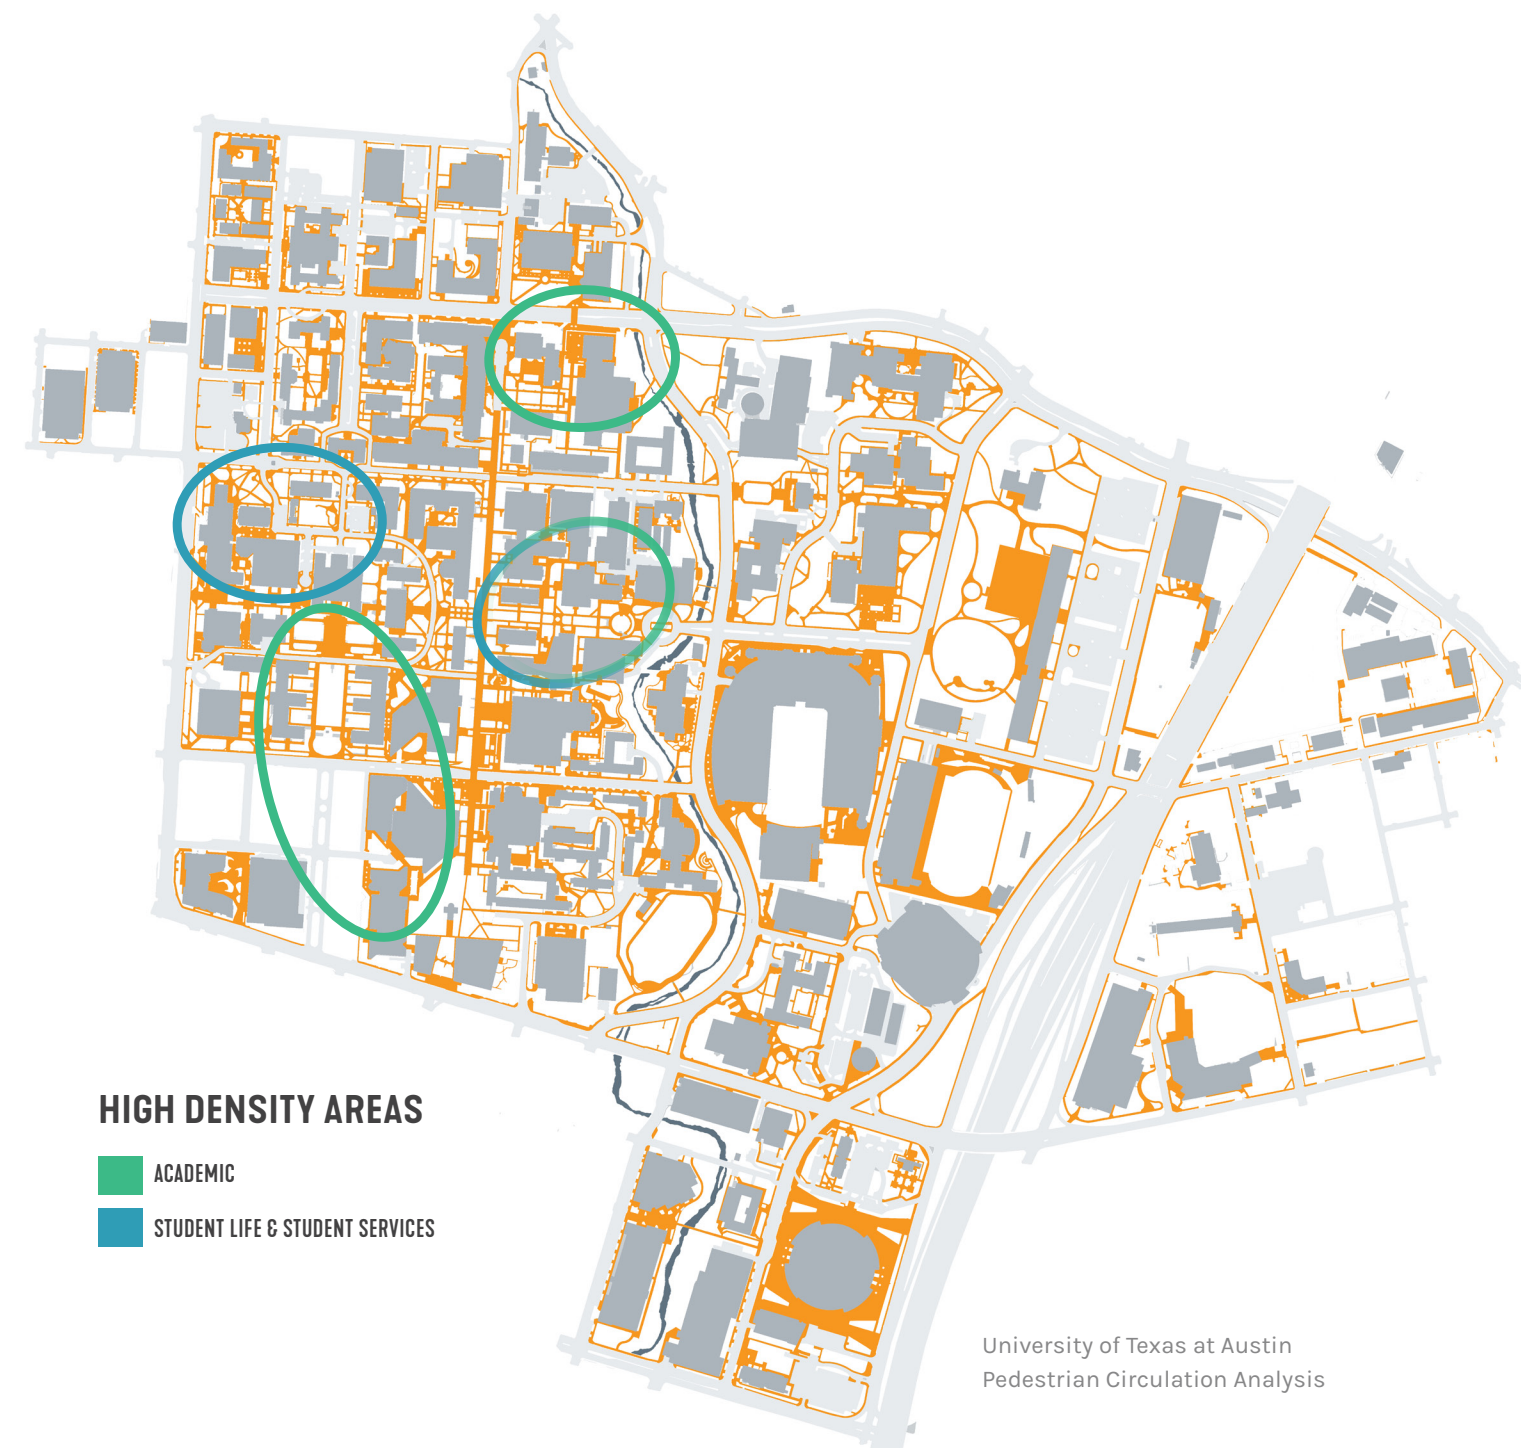 HIGH DENSITY AREAS
ACADEMIC
STUDENT LIFE & STUDENT SERVICES
University of Texas at Austin
Pedestrian Circulation Analysis